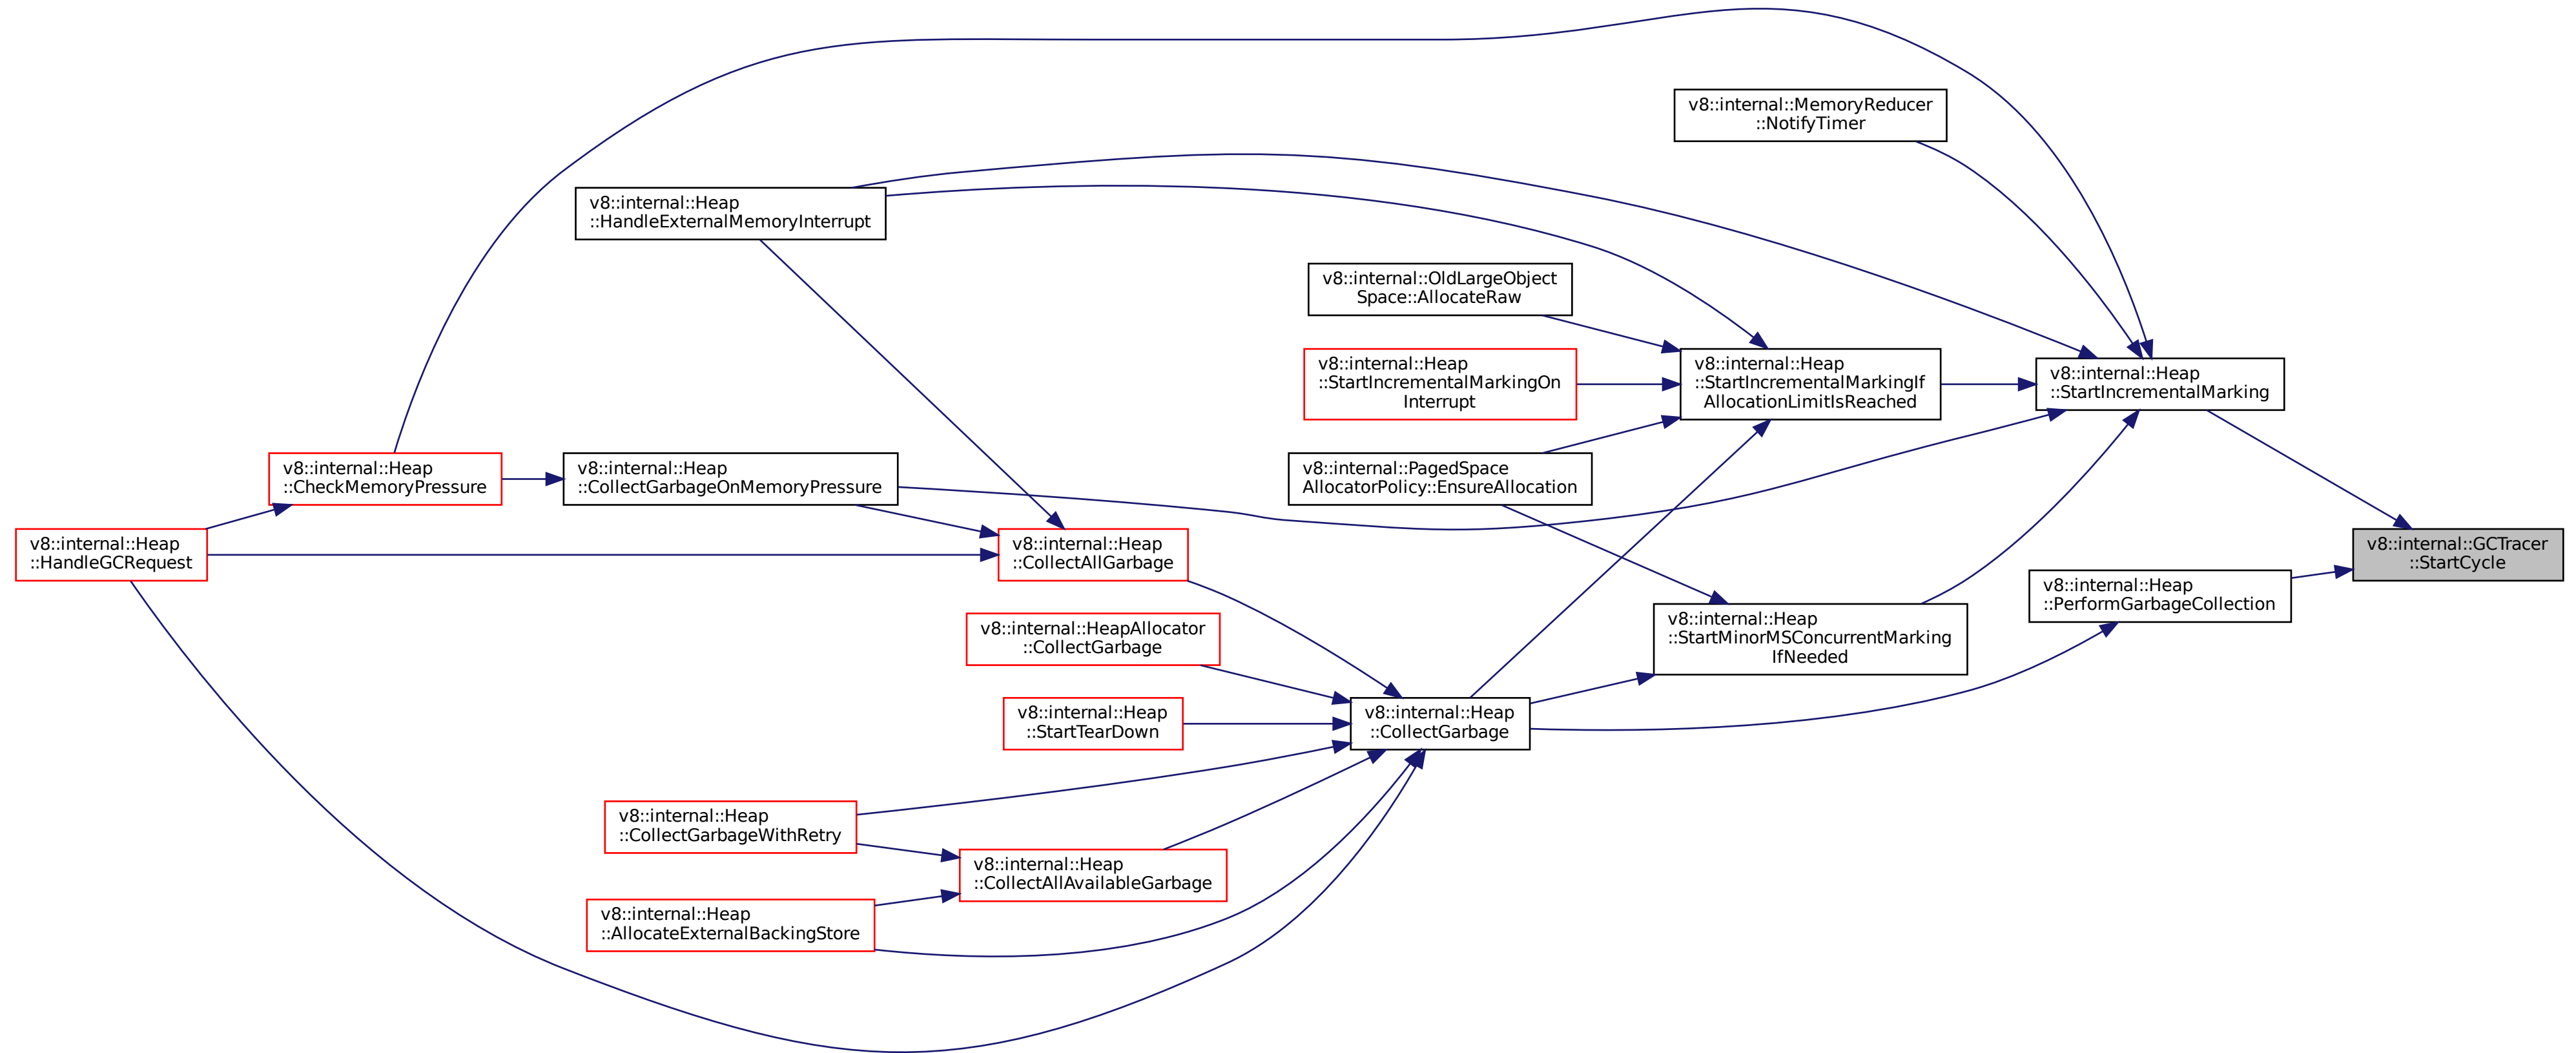 v8::internal::MemoryReducer
::NotifyTimer
v8::internal::Heap
::HandleExternalMemoryInterrupt
v8::internal::OldLargeObject
Space::AllocateRaw
v8::internal::Heap
::StartIncrementalMarkingOn
Interrupt
v8::internal::Heap
::StartIncrementalMarkingIf
AllocationLimitIsReached
v8::internal::Heap
::StartIncrementalMarking
v8::internal::Heap
::CheckMemoryPressure
v8::internal::Heap
::CollectGarbageOnMemoryPressure
v8::internal::PagedSpace
AllocatorPolicy::EnsureAllocation
v8::internal::Heap
::HandleGCRequest
v8::internal::Heap
::CollectAllGarbage
v8::internal::GCTracer
::StartCycle
v8::internal::Heap
::PerformGarbageCollection
v8::internal::HeapAllocator
::CollectGarbage
v8::internal::Heap
::StartMinorMSConcurrentMarking
IfNeeded
v8::internal::Heap
::StartTearDown
v8::internal::Heap
::CollectGarbage
v8::internal::Heap
::CollectGarbageWithRetry
v8::internal::Heap
::CollectAllAvailableGarbage
v8::internal::Heap
::AllocateExternalBackingStore